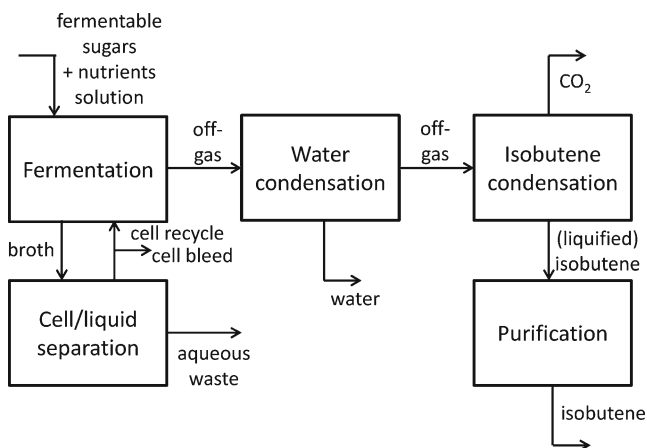 fermentable
sugars
+ nutrients
solution
Fermentation
off-
gas
Water
condensation
off-
gas
Isobutene
condensation
CO₂
broth
cell recycle
cell bleed
water
(liquified)
isobutene
Cell/liquid
separation
aqueous
waste
Purification
isobutene